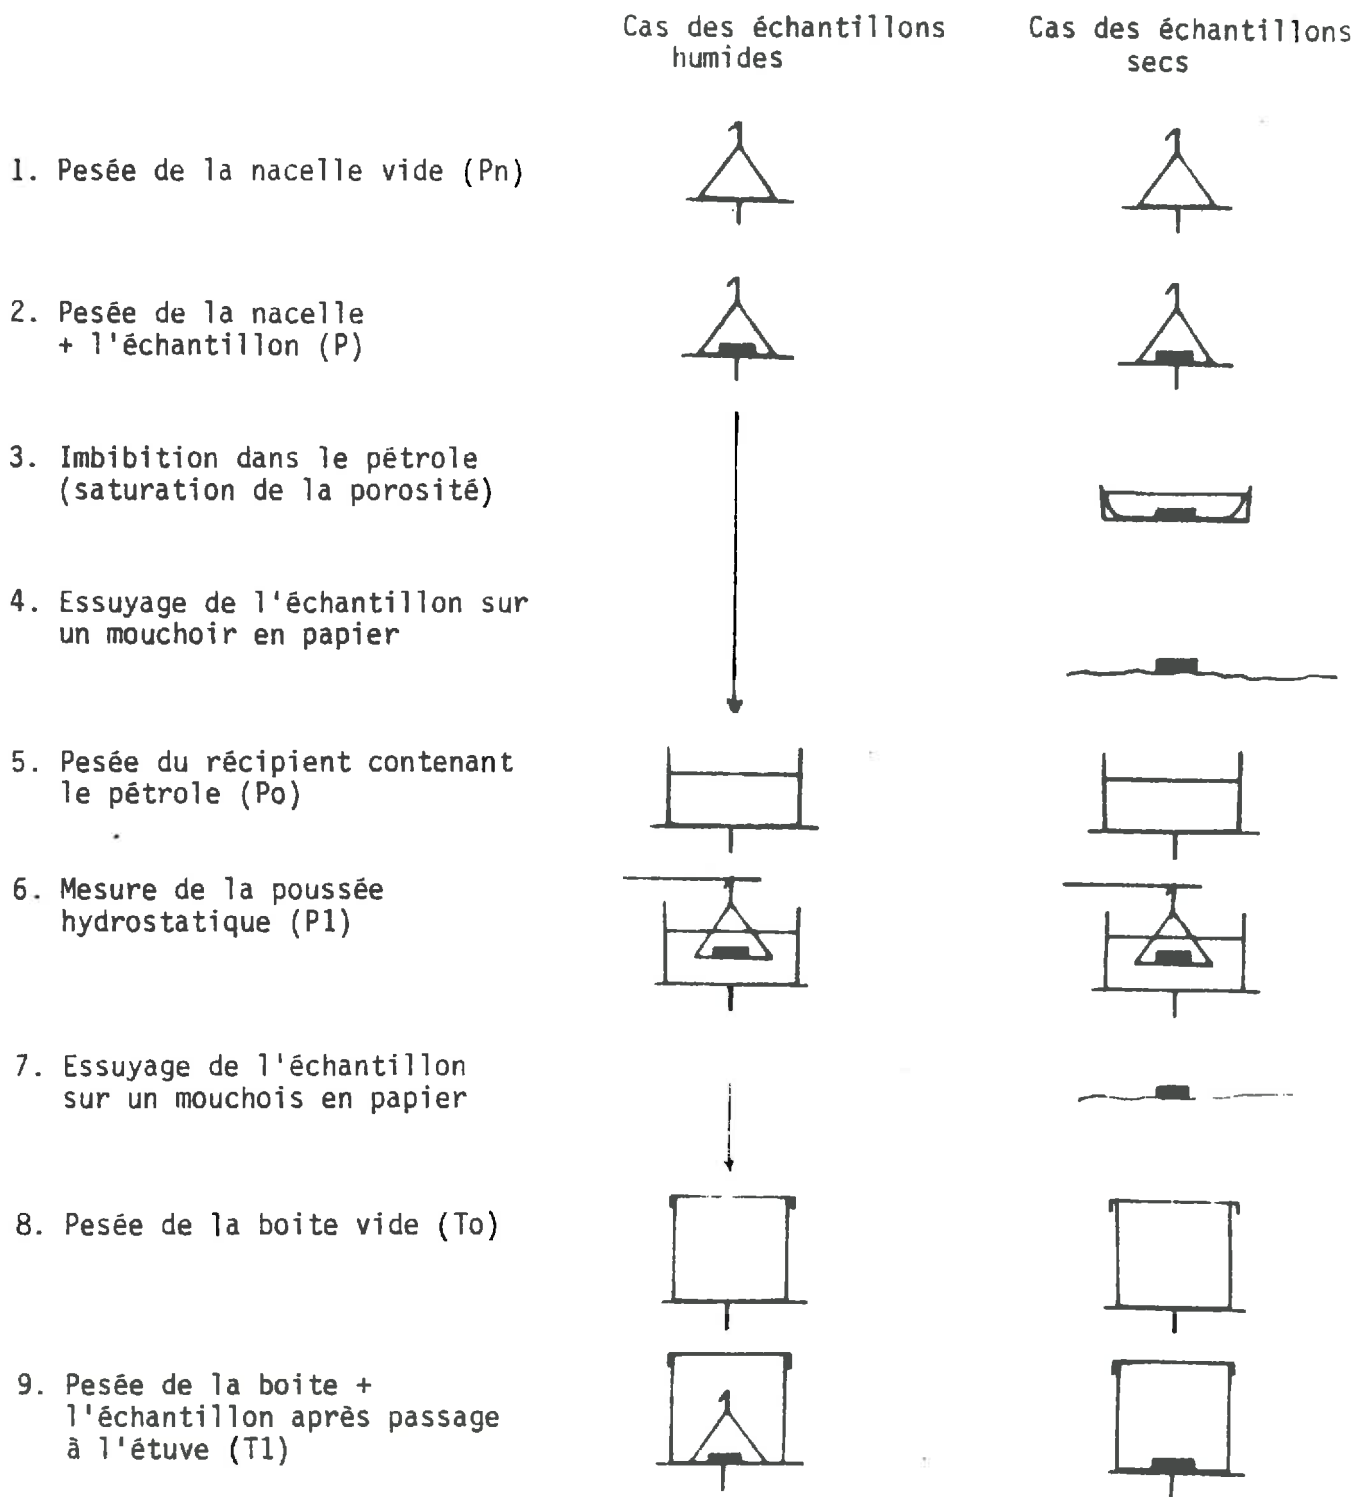 Cas des échantillons
humides
Cas des échantillons
secs
1. Pesée de la nacelle vide (Pn)
2. Pesée de la nacelle
+ l'échantillon (P)
3. Imbibition dans le pétrole
(saturation de la porosité)
4. Essuyage de l'échantillon sur
un mouchoir en papier
5. Pesée du récipient contenant
le pétrole (Po)
6. Mesure de la poussée
hydrostatique (P1)
7. Essuyage de l'échantillon
sur un mouchois en papier
8. Pesée de la boite vide (To)
9. Pesée de la boite +
l'échantillon après passage
à l'étuve (T1)